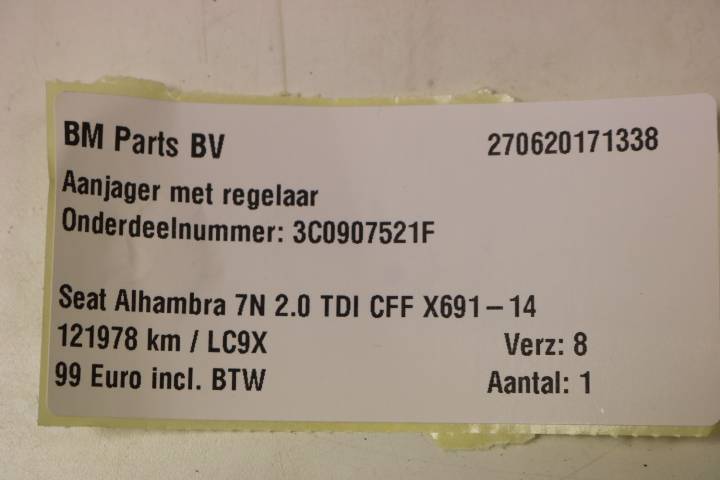 BM Parts BV 270620171338
Aanjager met regelaar
Onderdeelnummer: 3C0907521F
Seat Alhambra 7N 2.0 TDI CFF X691-14
121978 km / LC9X Verz: 8
99 Euro incl. BTW Aantal: 1